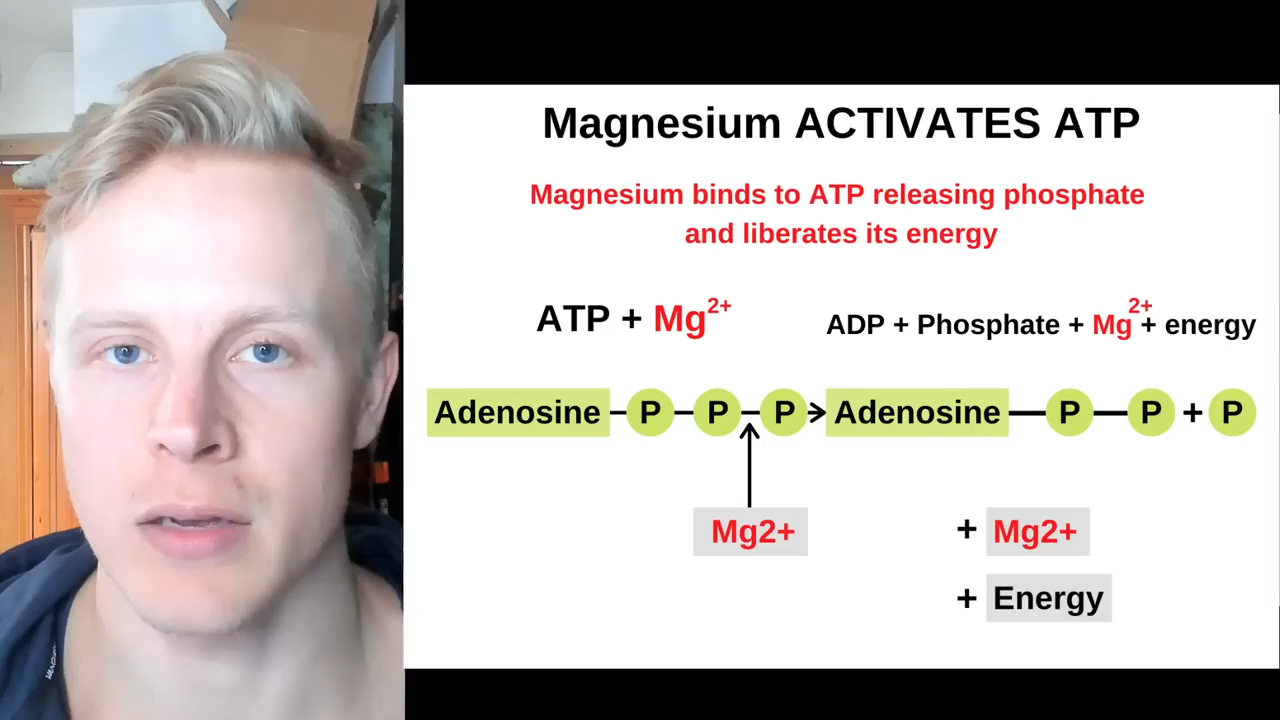 Magnesium ACTIVATES ATP
Magnesium binds to ATP releasing phosphate
and liberates its energy
ATP + Mg2+
ADP + Phosphate + Mg2+ + energy
Adenosine P P P Adenosine P P + P
Mg2+
+ Mg2+
+ Energy